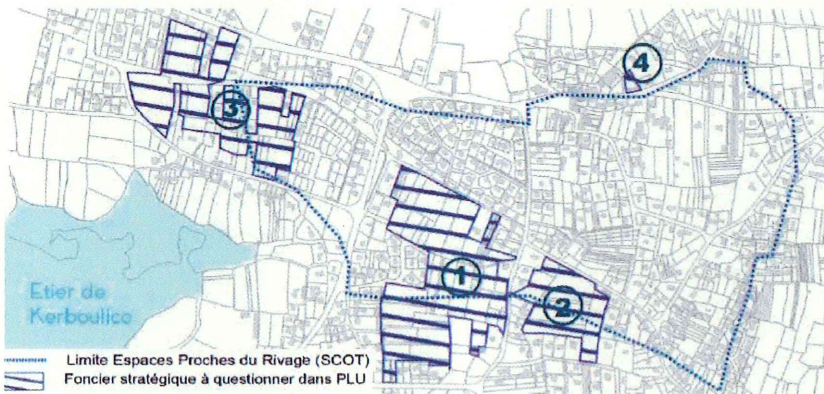 4
3
1
2
Etier de
Kerboulico
Limite Espaces Proches du Rivage (SCOT)
Foncier stratégique à questionner dans PLU